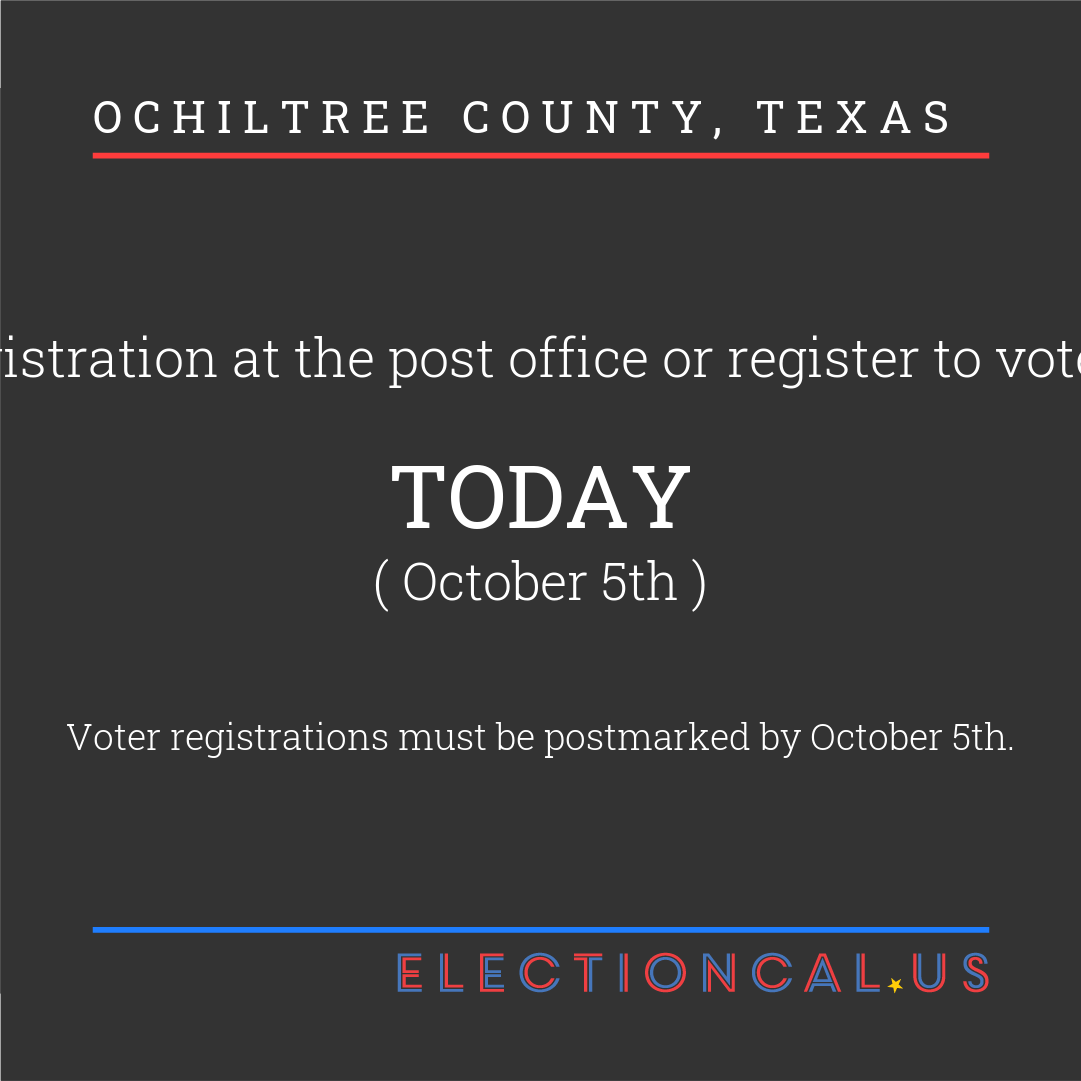 OCHILTREE COUNTY, TEXAS
istration at the post office or register to vote
TODAY
( October 5th )
Voter registrations must be postmarked by October 5th.
ELECTIONCAL.US